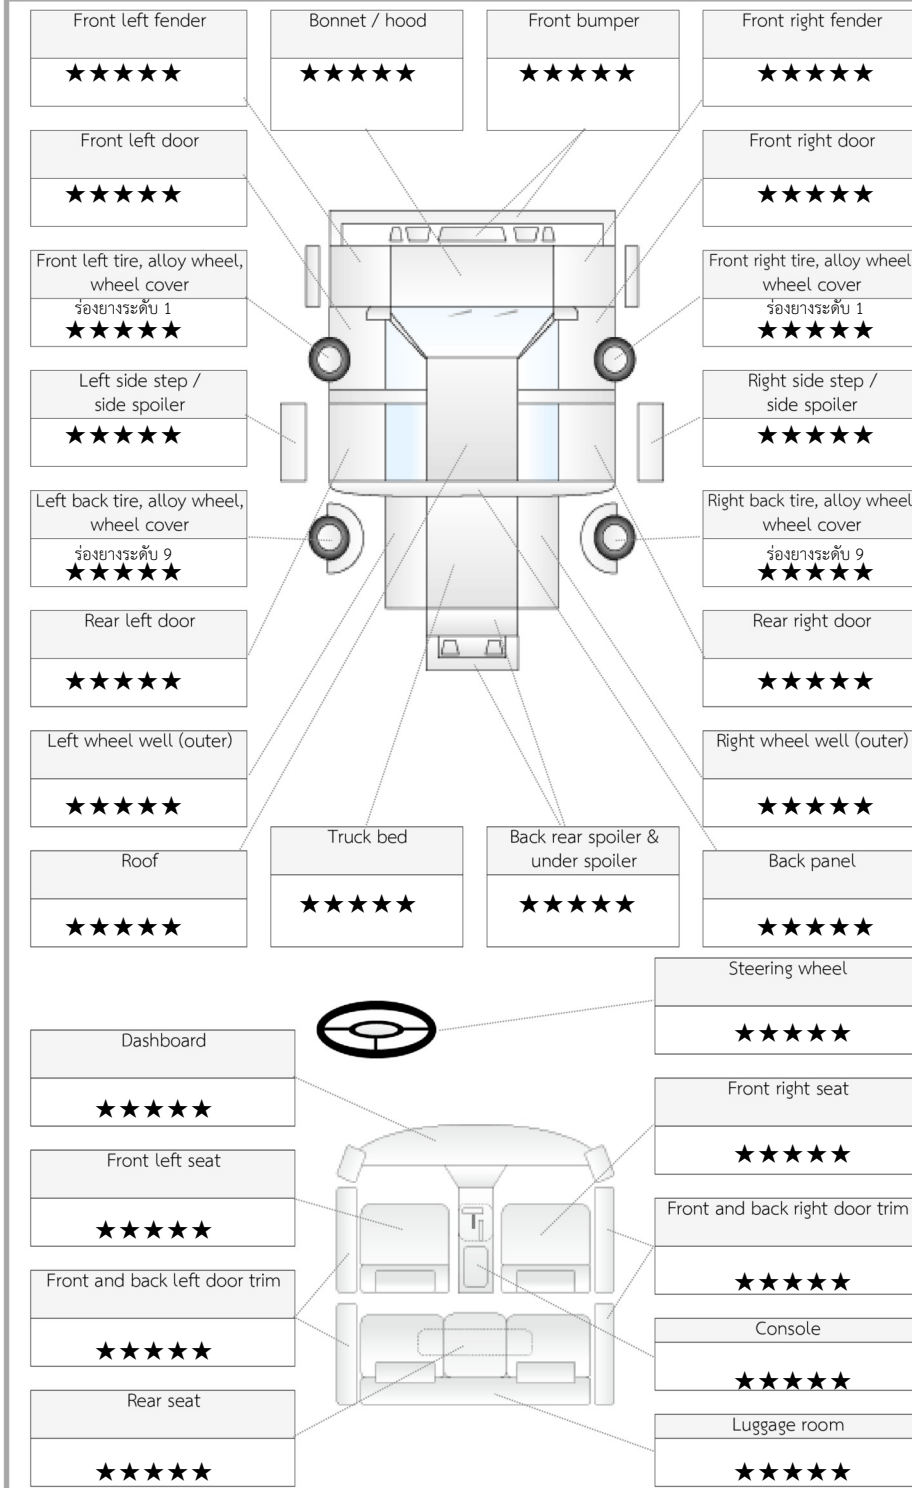 Front left fender
★★★★★
Bonnet / hood
★★★★★
Front bumper
★★★★★
Front right fender
★★★★★
Front left door
★★★★★
Front right door
★★★★★
Front left tire, alloy wheel,
wheel cover
ร่องยางระดับ 1
★★★★★
Front right tire, alloy wheel
wheel cover
ร่องยางระดับ 1
★★★★★
Left side step /
side spoiler
★★★★★
Right side step /
side spoiler
★★★★★
Left back tire, alloy wheel,
wheel cover
ร่องยางระดับ 9
★★★★★
Right back tire, alloy wheel
wheel cover
ร่องยางระดับ 9
★★★★★
Rear left door
★★★★★
Rear right door
★★★★★
Left wheel well (outer)
★★★★★
Right wheel well (outer)
★★★★★
Roof
★★★★★
Truck bed
★★★★★
Back rear spoiler &
under spoiler
★★★★★
Back panel
★★★★★
Steering wheel
★★★★★
Dashboard
★★★★★
Front right seat
★★★★★
Front left seat
★★★★★
Front and back right door trim
★★★★★
Front and back left door trim
★★★★★
Console
★★★★★
Rear seat
★★★★★
Luggage room
★★★★★